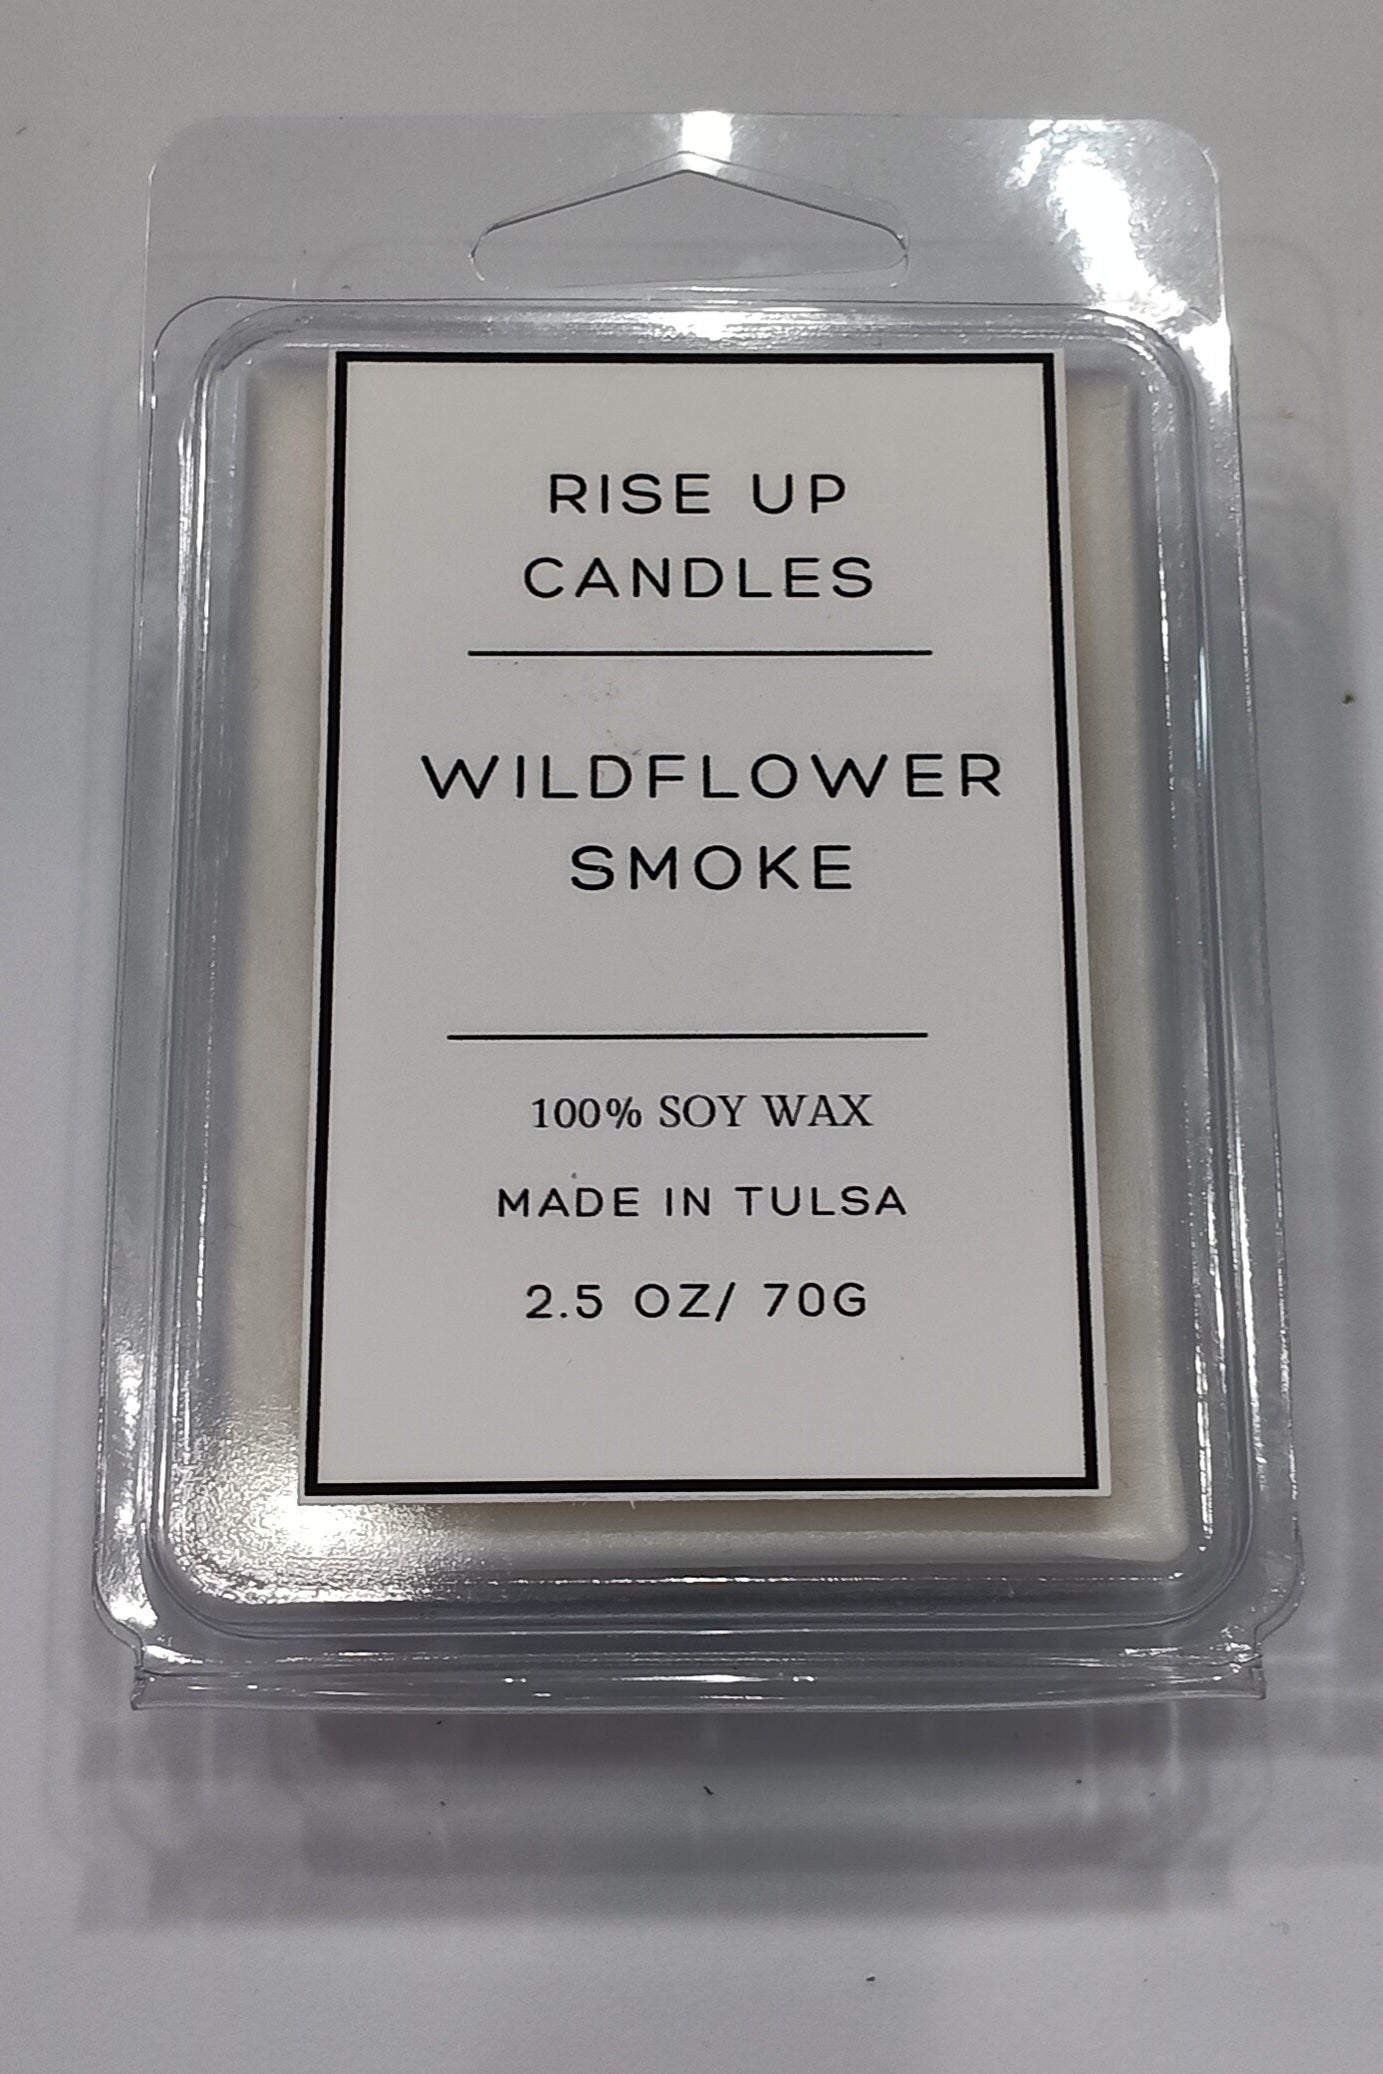 RISE UP
CANDLES
WILDFLOWER
SMOKE
100% SOY WAX
MADE IN TULSA
2.5 OZ/ 70G